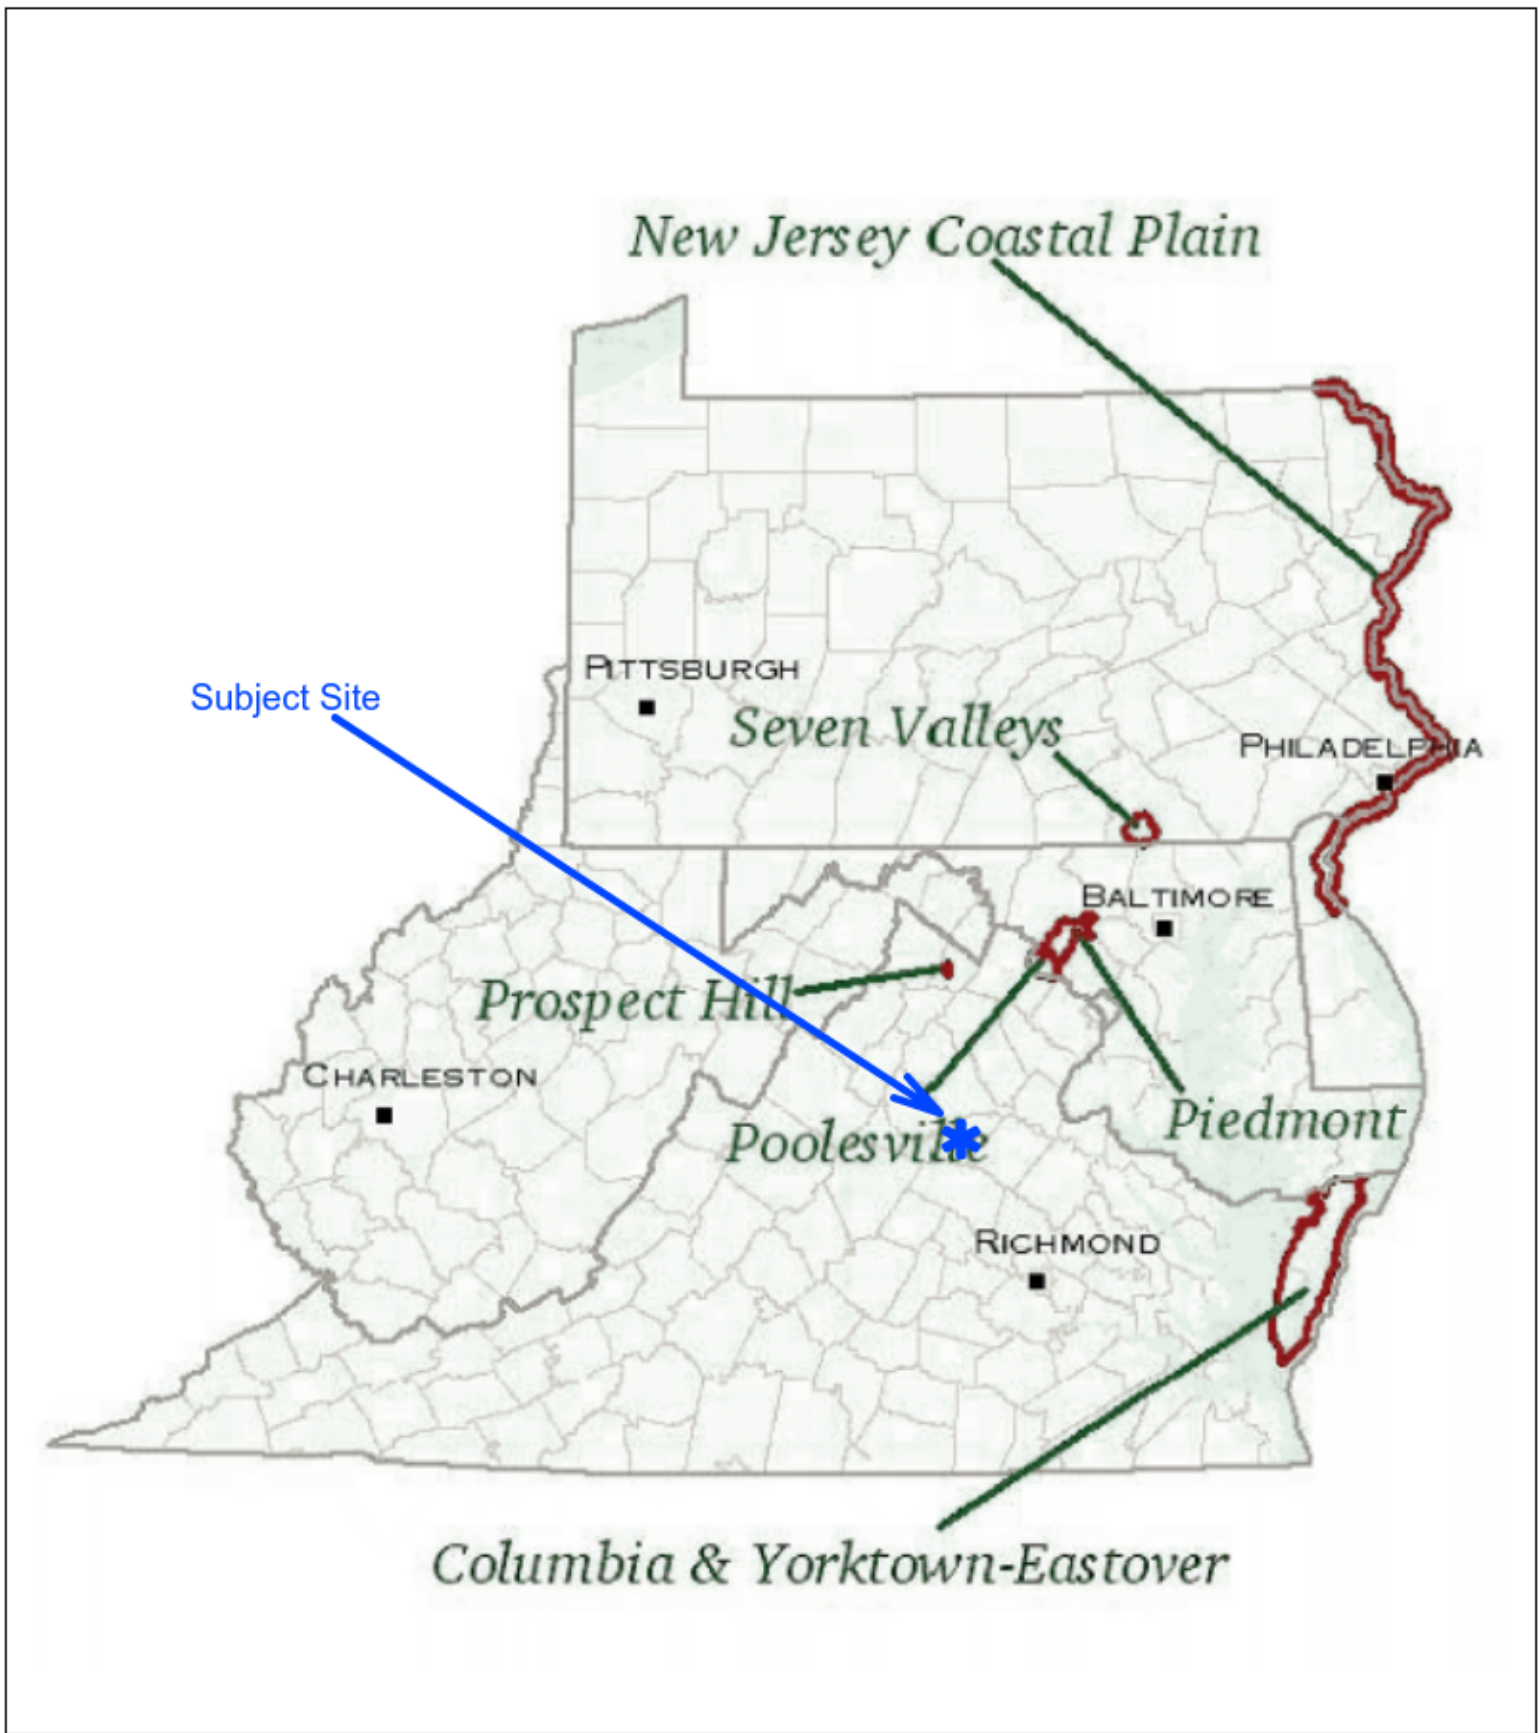 New Jersey Coastal Plain
PITTSBURGH
Subject Site
Seven Valleys
PHILADELPHIA
BALTIMORE
Prospect Hill
CHARLESTON
Piedmont
Poolesville
RICHMOND
Columbia & Yorktown-Eastover